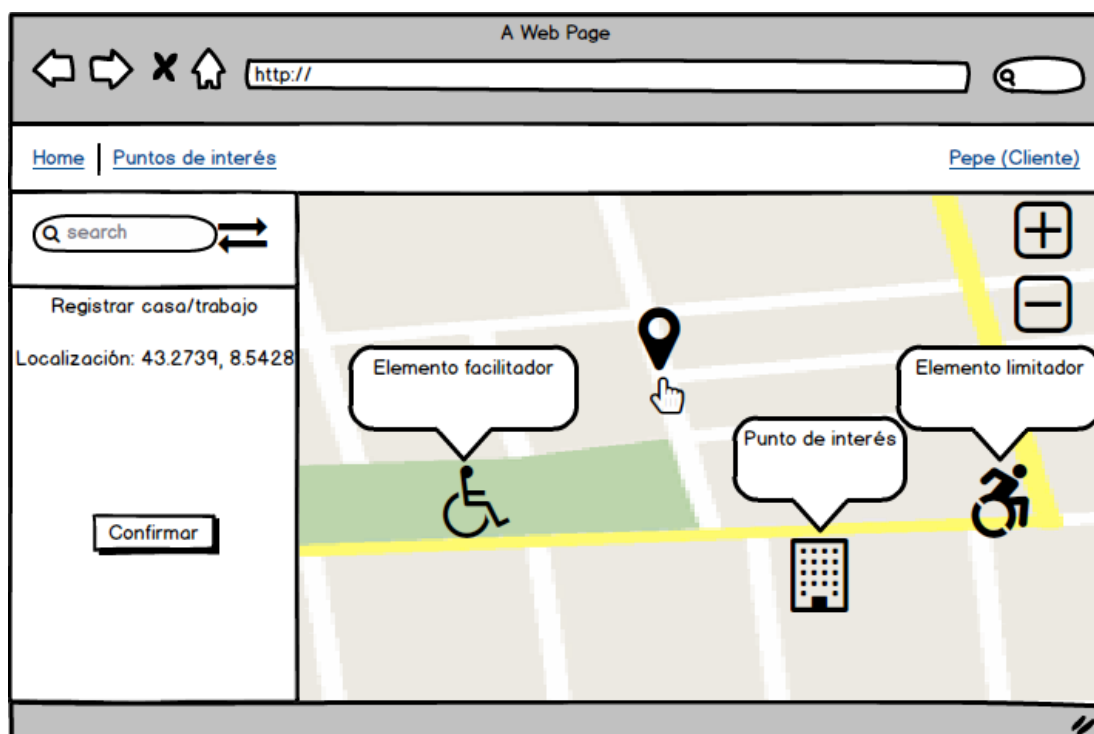 A Web Page
http://
Home
Puntos de interés
Pepe (Cliente)
search
Registrar casa/trabajo
Localización: 43.2739, 8.5428
Confirmar
Elemento facilitador
Punto de interés
Elemento limitador